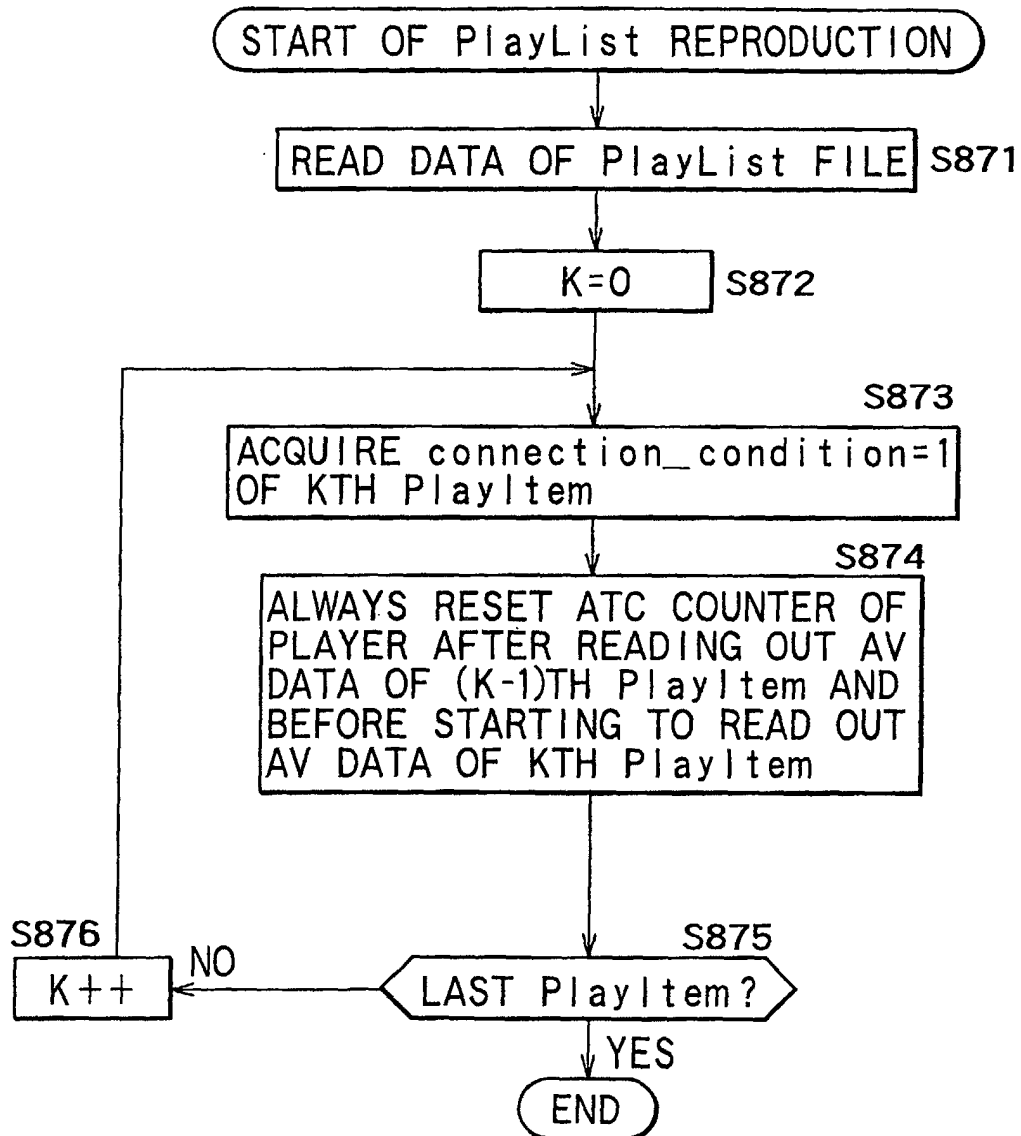 START OF PlayList REPRODUCTION
READ DATA OF PlayList FILE
S871
K=0
S872
S873
ACQUIRE connection_condition=1
OF KTH PlayItem
S874
ALWAYS RESET ATC COUNTER OF
PLAYER AFTER READING OUT AV
DATA OF (K-1)TH PlayItem AND
BEFORE STARTING TO READ OUT
AV DATA OF KTH PlayItem
S875
LAST PlayItem?
NO
S876
K++
YES
END